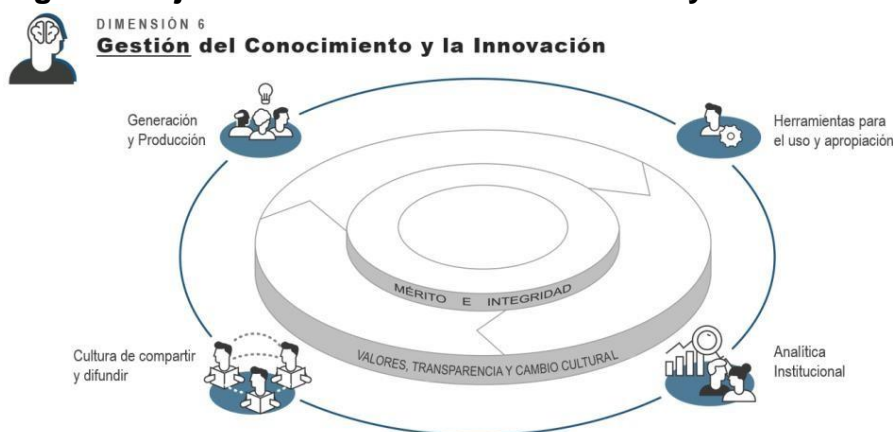 DIMENSIÓN 6
Gestión del Conocimiento y la Innovación
Generación
y Producción
Herramientas para
el uso y apropiación
MÉRITO E INTEGRIDAD
VALORES, TRANSPARENCIA Y CAMBIO CULTURAL
Cultura de compartir
y difundir
Analítica
Institucional